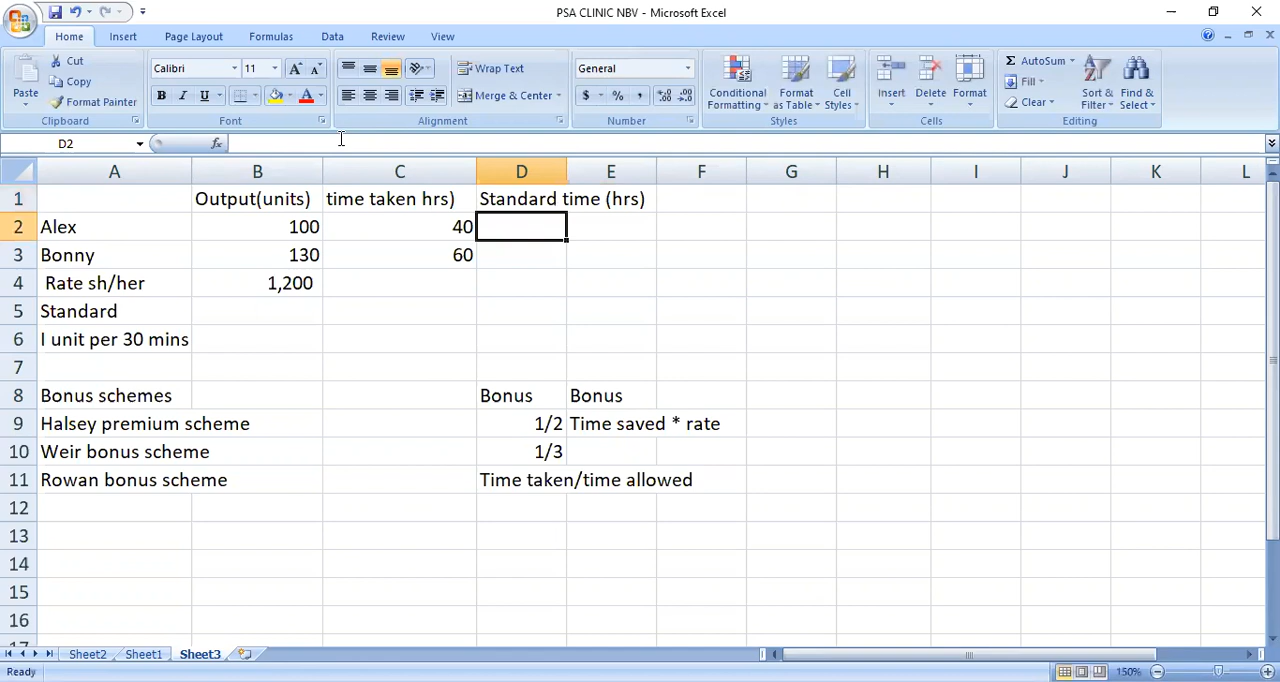 PSA CLINIC NBV - Microsoft Excel
Home Insert Page Layout Formulas Data Review View
Paste Cut Copy Format Painter Clipboard
Calibri 11 B I U Font
Wrap Text Merge & Center Alignment
General $ % , Number
Conditional Formatting Format as Table Cell Styles Styles
Insert Delete Format Cells
Σ AutoSum Fill Clear Sort & Filter Find & Select Editing
D2 fx
A B C D E F G H I J K L
1 Output(units) time taken hrs) Standard time (hrs)
2 Alex 100 40
3 Bonny 130 60
4 Rate sh/her 1,200
5 Standard
6 I unit per 30 mins
7
8 Bonus schemes Bonus Bonus
9 Halsey premium scheme 1/2 Time saved * rate
10 Weir bonus scheme 1/3
11 Rowan bonus scheme Time taken/time allowed
12
13
14
15
16
17
Sheet2 Sheet1 Sheet3
Ready 150%